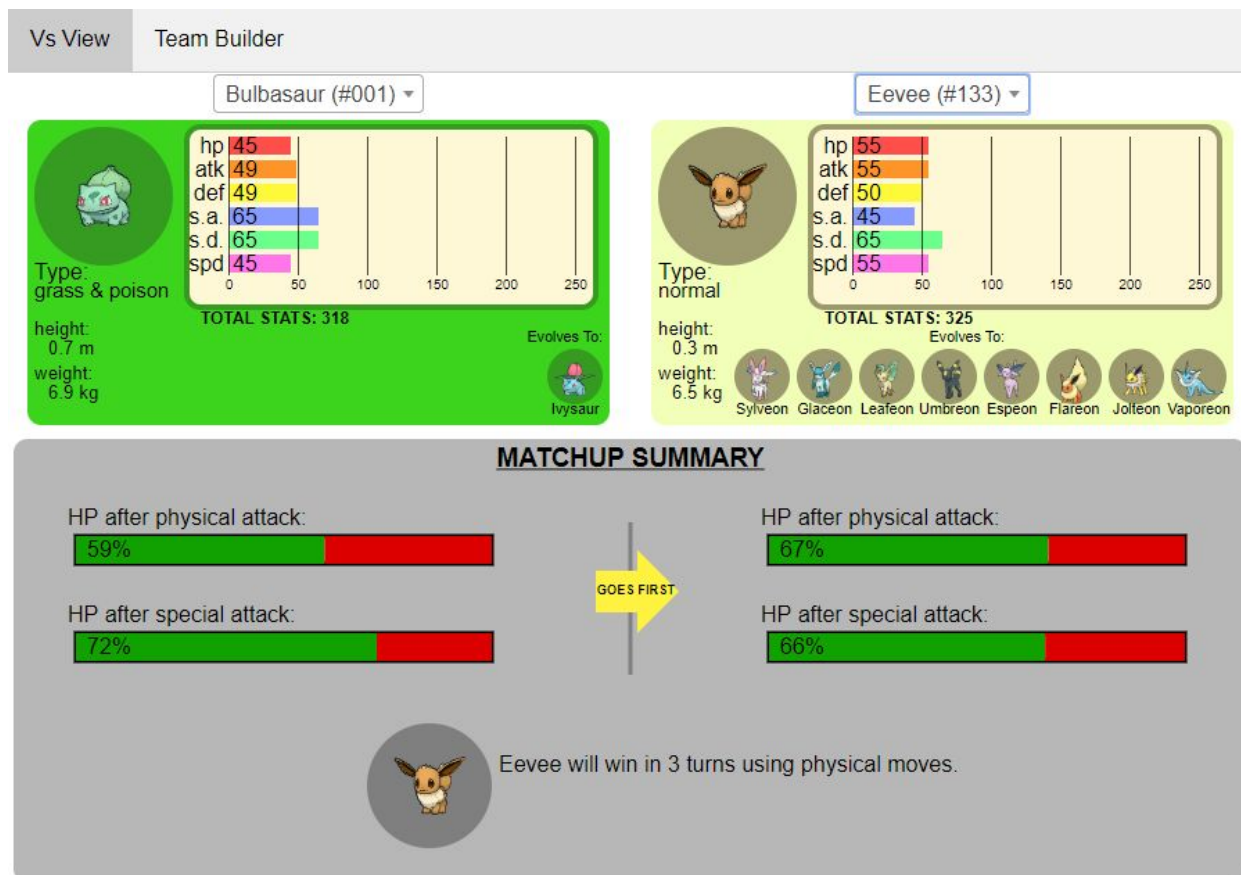 Vs View Team Builder
Bulbasaur (#001)
hp 45
atk 49
def 49
s.a. 65
s.d. 65
spd 45
0 50 100 150 200 250
Type:
grass & poison
TOTAL STATS: 318
height:
0.7 m
weight:
6.9 kg
Evolves To:
Ivysaur
Eevee (#133)
hp 55
atk 55
def 50
s.a. 45
s.d. 65
spd 55
0 50 100 150 200 250
Type:
normal
TOTAL STATS: 325
height:
0.3 m
weight:
6.5 kg
Evolves To:
Sylveon Glaceon Leafeon Umbreon Espeon Flareon Jolteon Vaporeon
MATCHUP SUMMARY
HP after physical attack:
59%
HP after special attack:
72%
GOES FIRST
HP after physical attack:
67%
HP after special attack:
66%
Eevee will win in 3 turns using physical moves.